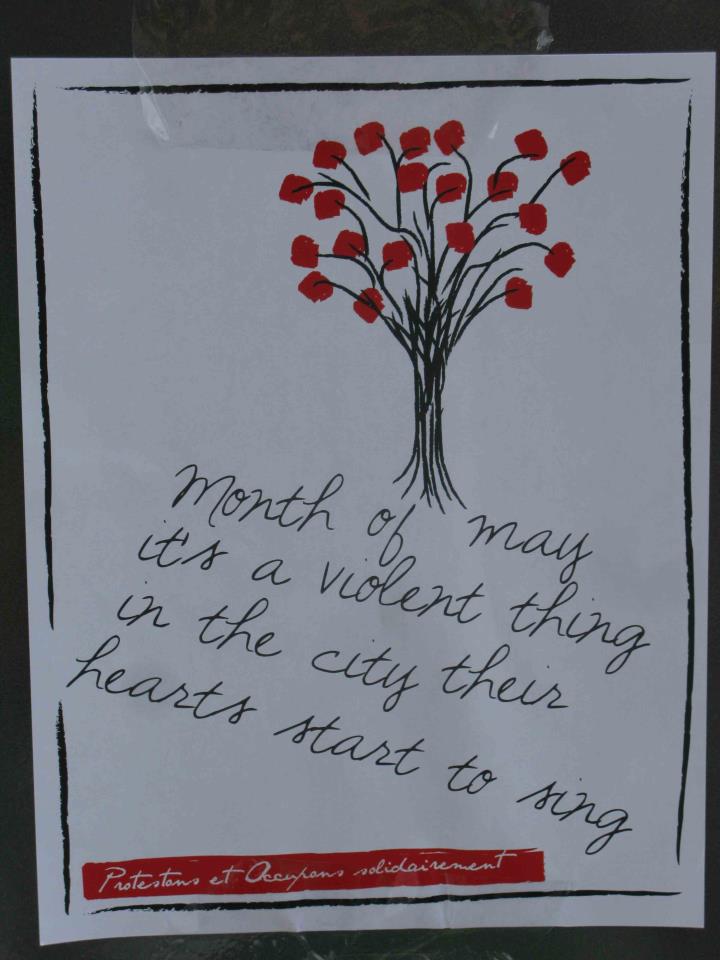 Month of may
it's a violent thing
in the city their
hearts start to sing
Protestons et Occupons solidairement